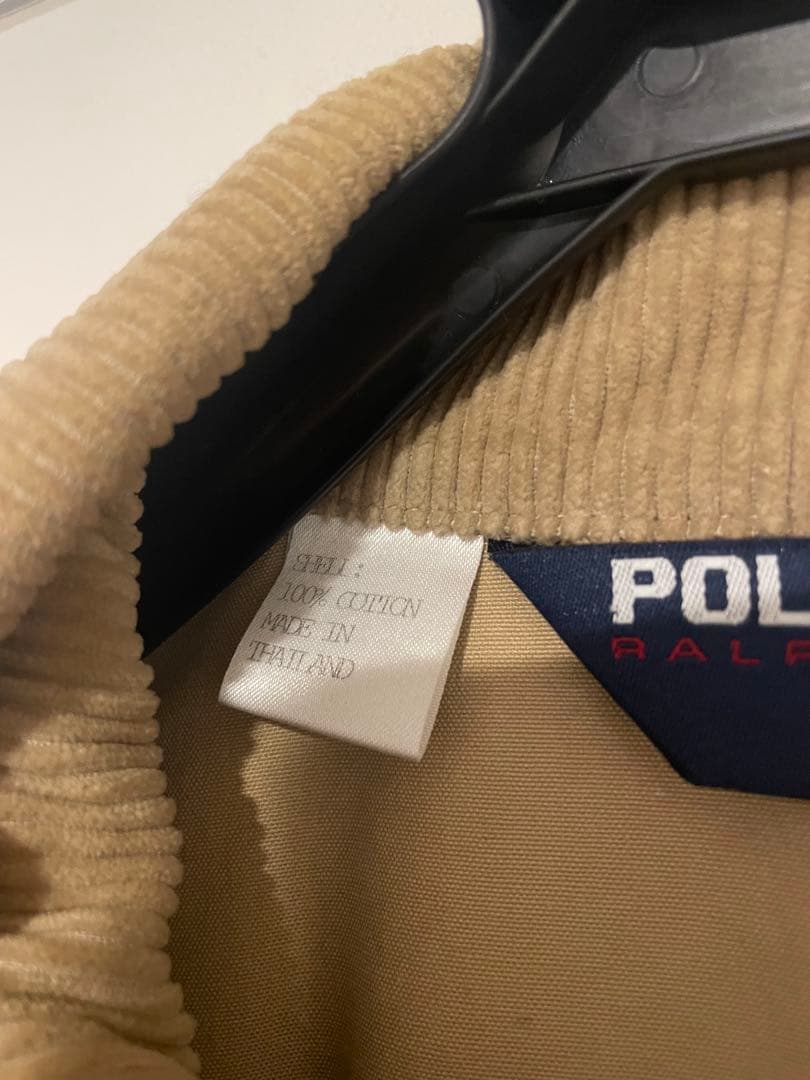 SHELL:
100% COTTON
MADE IN
THAILAND
POL
RALP